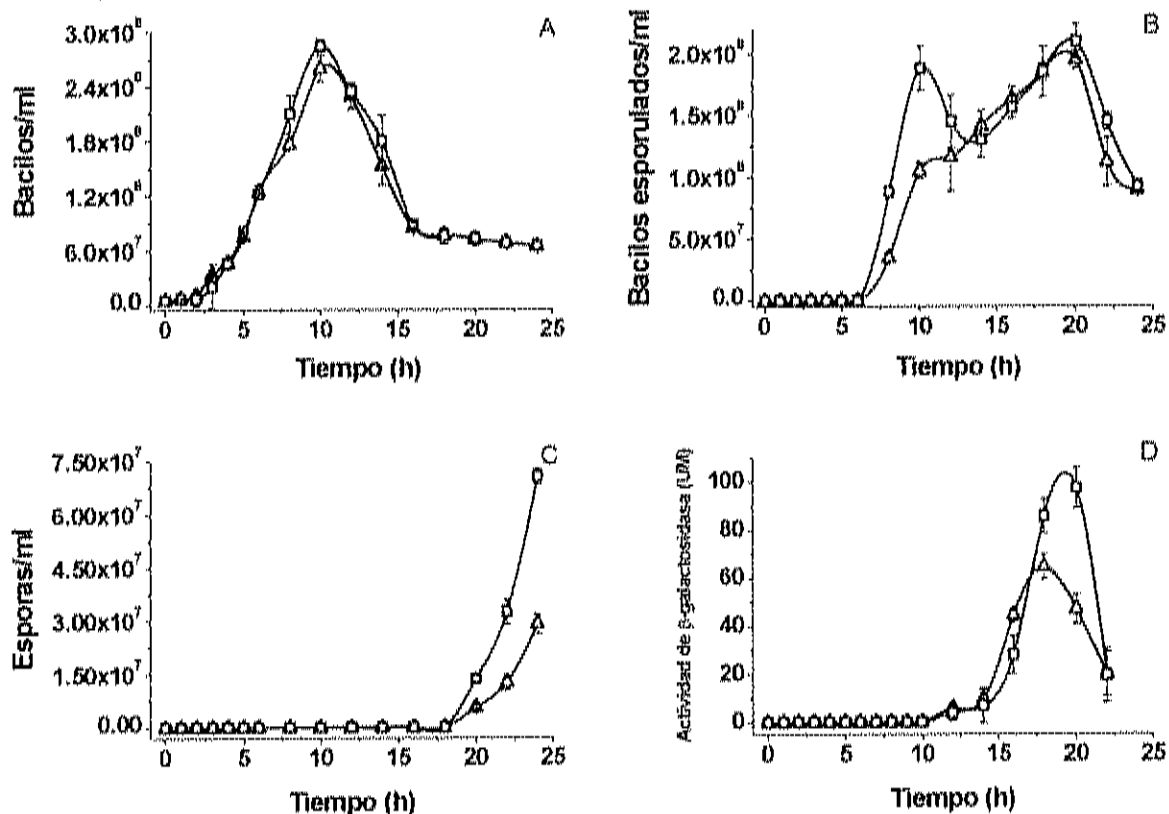 A
3.0x10⁸
2.4x10⁸
1.8x10⁸
1.2x10⁸
6.0x10⁷
0.0
Bacilos/ml
0 5 10 15 20 25
Tiempo (h)
B
2.0x10⁸
1.5x10⁸
1.0x10⁸
5.0x10⁷
0.0
Bacilos esporulados/ml
0 5 10 15 20 25
Tiempo (h)
C
7.50x10⁷
6.00x10⁷
4.50x10⁷
3.00x10⁷
1.50x10⁷
0.00
Esporas/ml
0 5 10 15 20 25
Tiempo (h)
D
100
80
60
40
20
0
Actividad de β-galactosidasa
0 5 10 15 20 25
Tiempo (h)